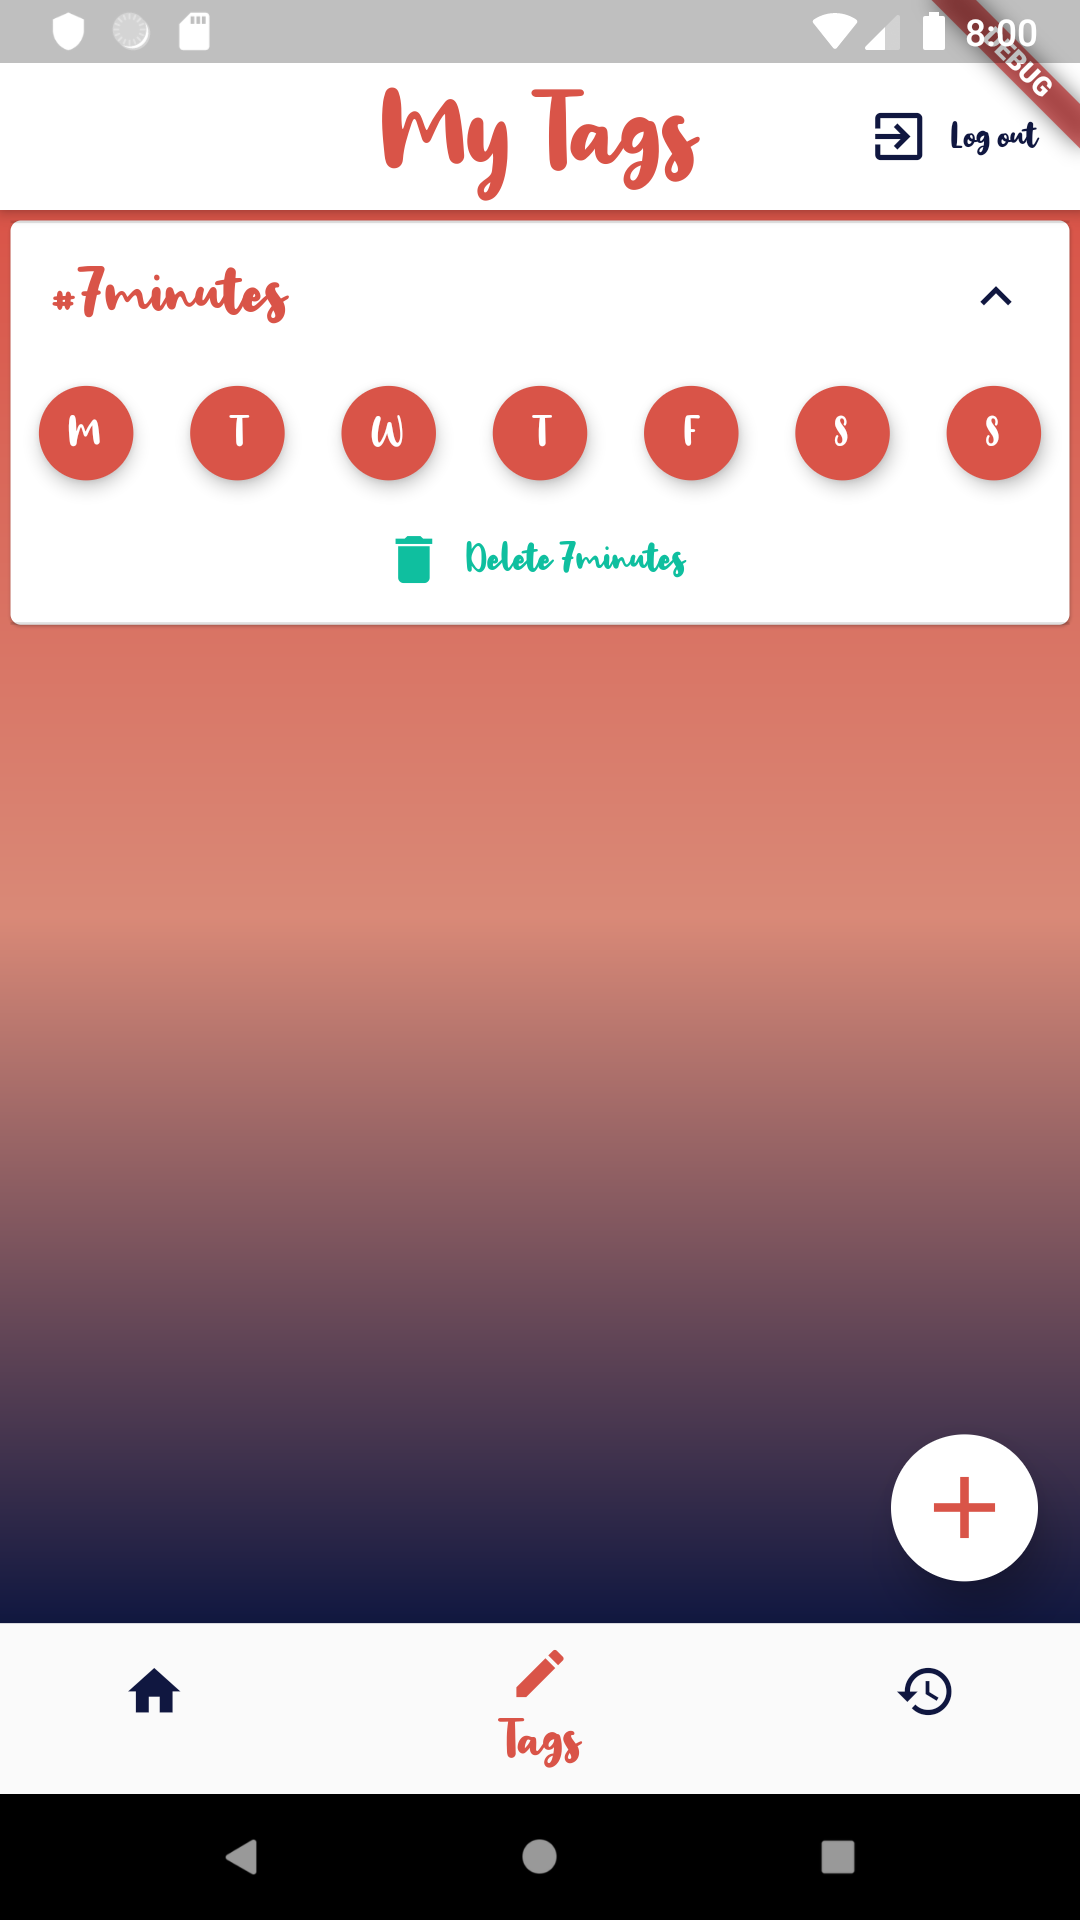 8:00
DEBUG
My Tags
Log out
#7minutes
M T W T F S S
Delete 7minutes
Tags